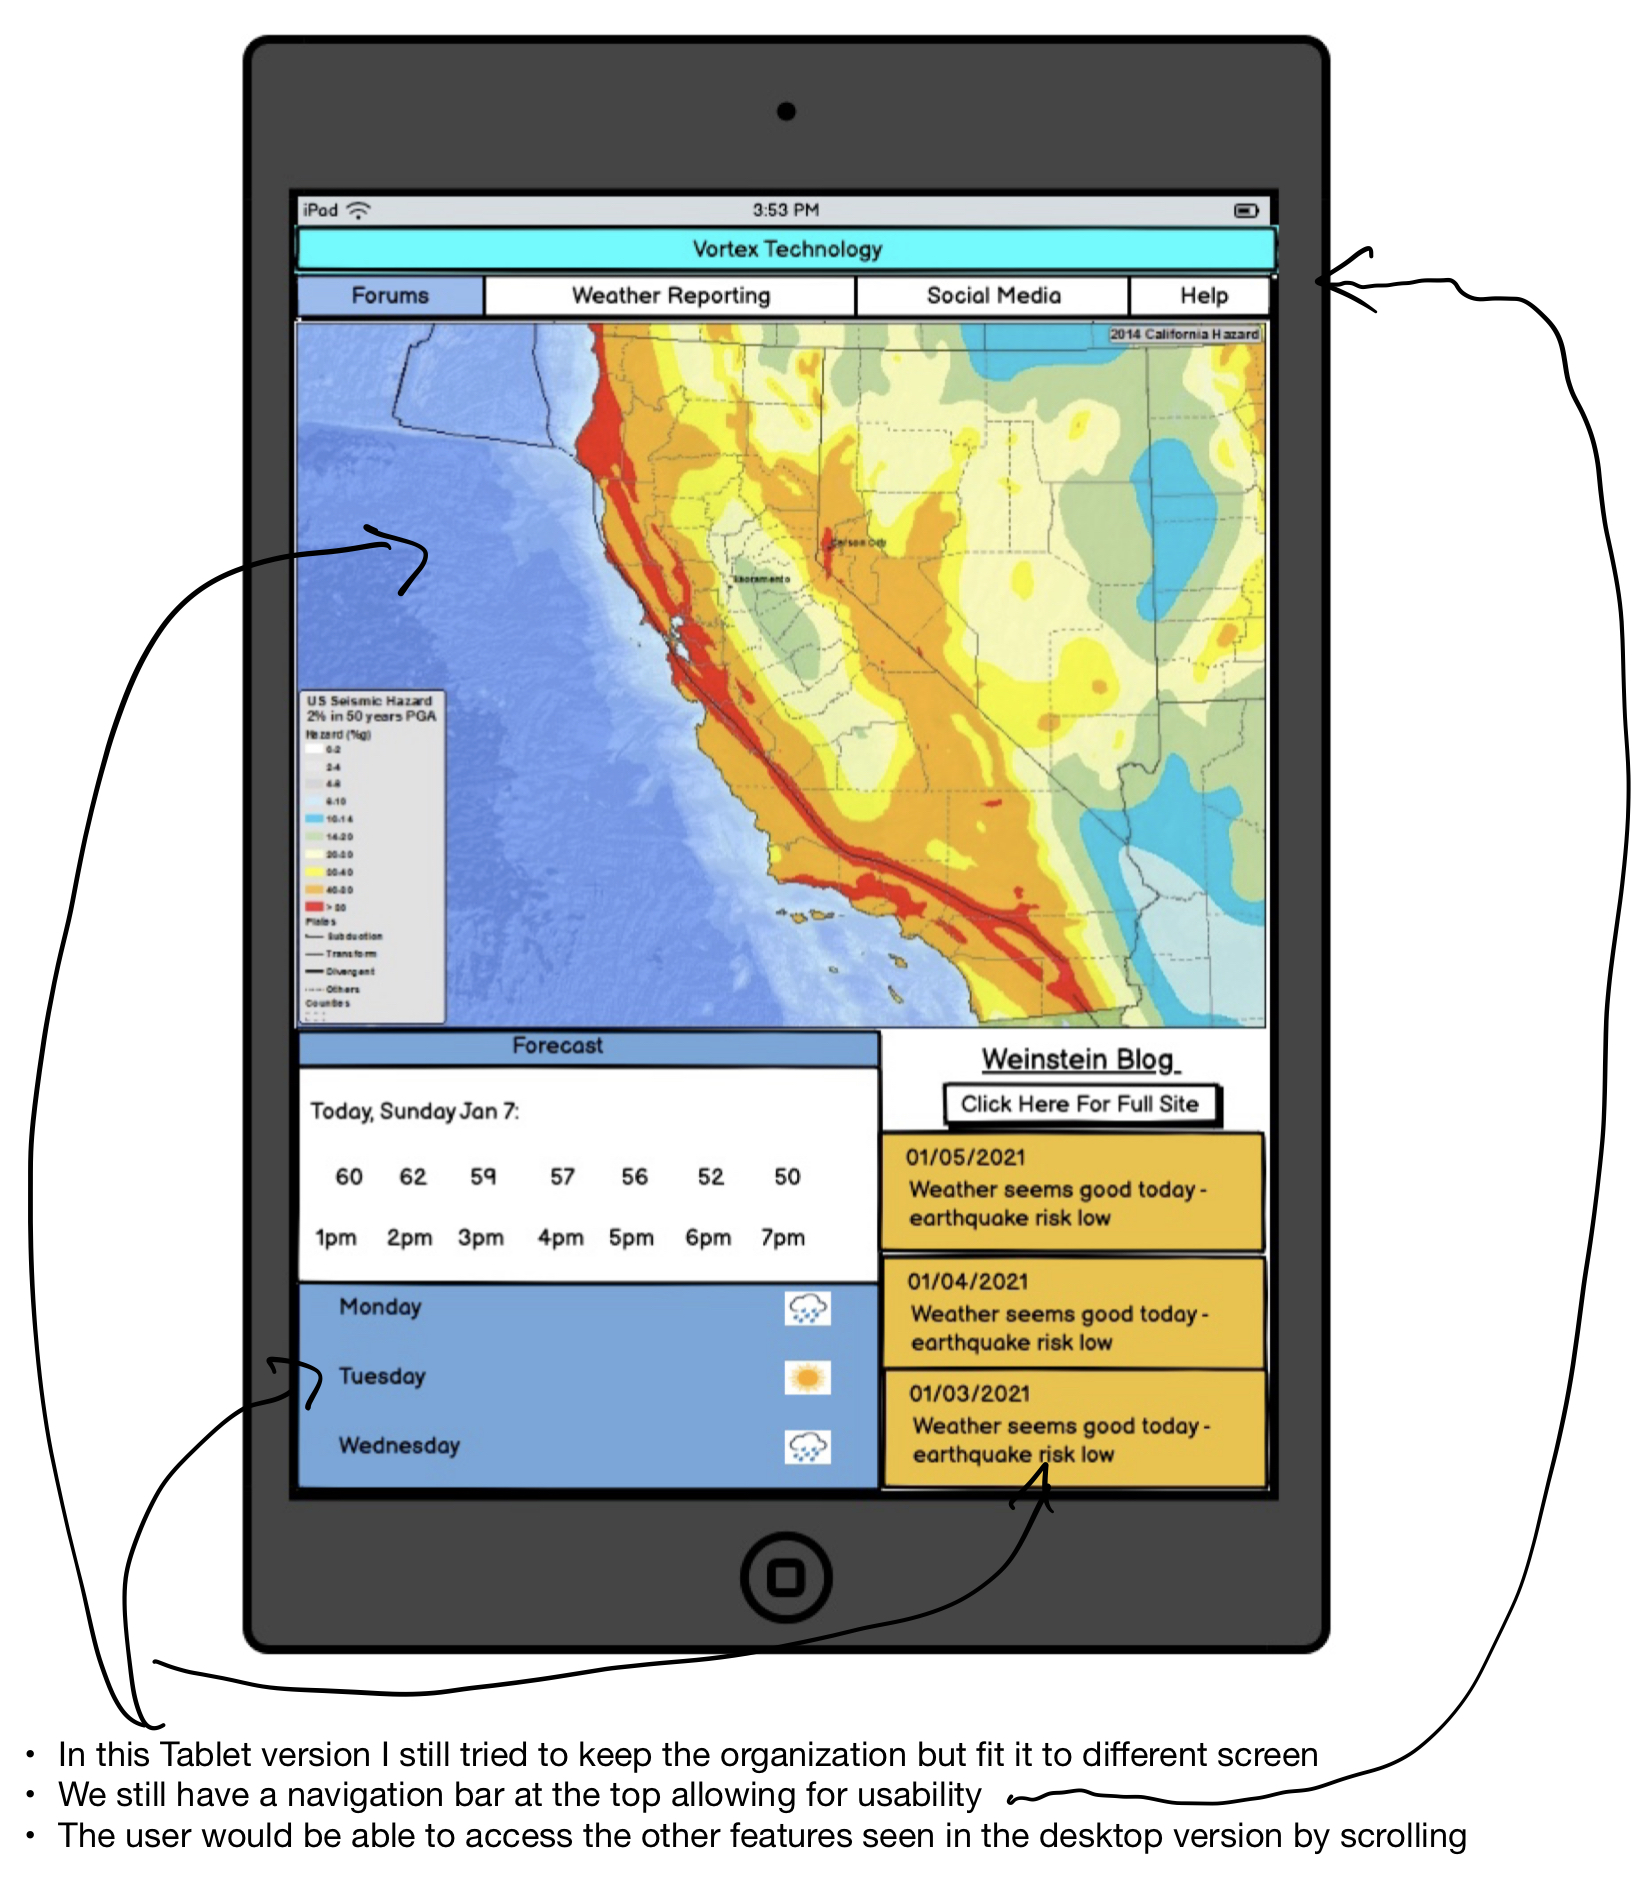 iPad
3:53 PM
Vortex Technology
Forums Weather Reporting Social Media Help
2014 California Hazard
Carson City
Sacramento
US Seismic Hazard
2% in 50 years PGA
Hazard (%g)
0-2
2-4
4-8
8-10
10-14
14-20
Plates
Subduction
Transform
Divergent
Others
Counties
Forecast
Today, Sunday Jan 7:
60 62 59 57 56 52 50
1pm 2pm 3pm 4pm 5pm 6pm 7pm
Monday
Tuesday
Wednesday
Weinstein Blog
Click Here For Full Site
01/05/2021
Weather seems good today -
earthquake risk low
01/04/2021
Weather seems good today -
earthquake risk low
01/03/2021
Weather seems good today -
earthquake risk low
• In this Tablet version I still tried to keep the organization but fit it to different screen
• We still have a navigation bar at the top allowing for usability
• The user would be able to access the other features seen in the desktop version by scrolling